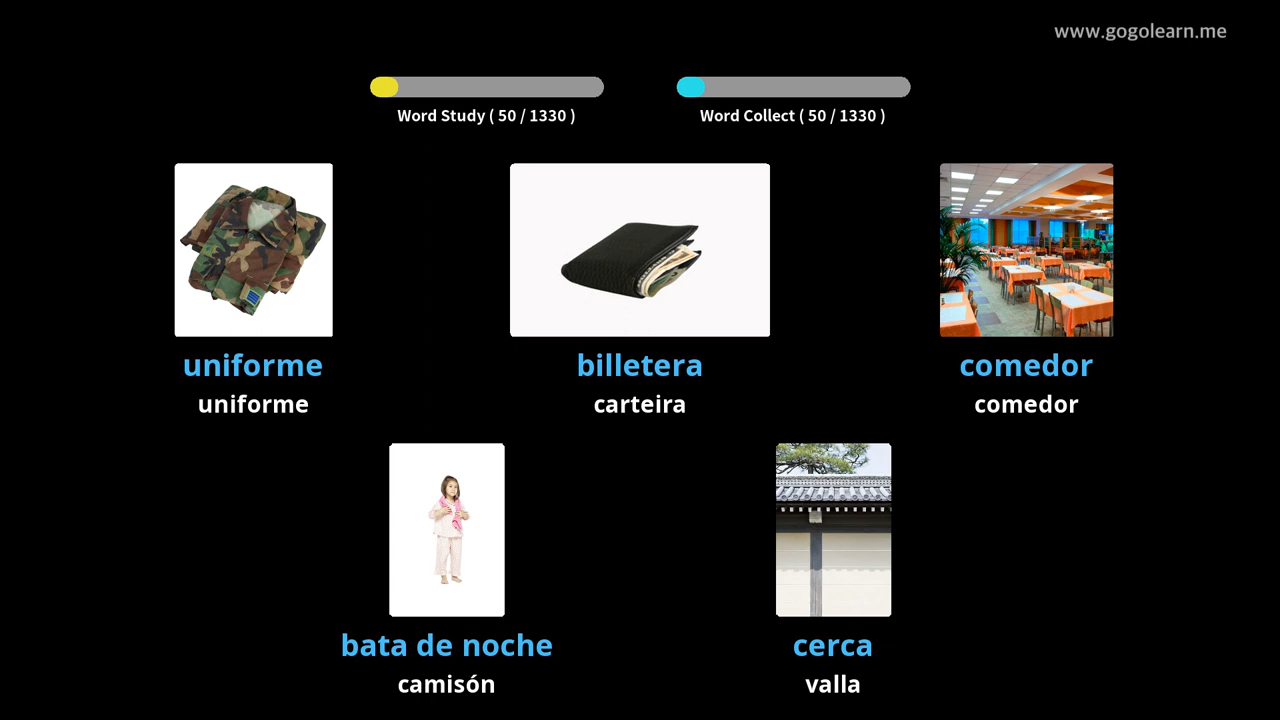 www.gogolearn.me
Word Study ( 50 / 1330 )
Word Collect ( 50 / 1330 )
uniforme
uniforme
billetera
carteira
comedor
comedor
bata de noche
camisón
cerca
valla